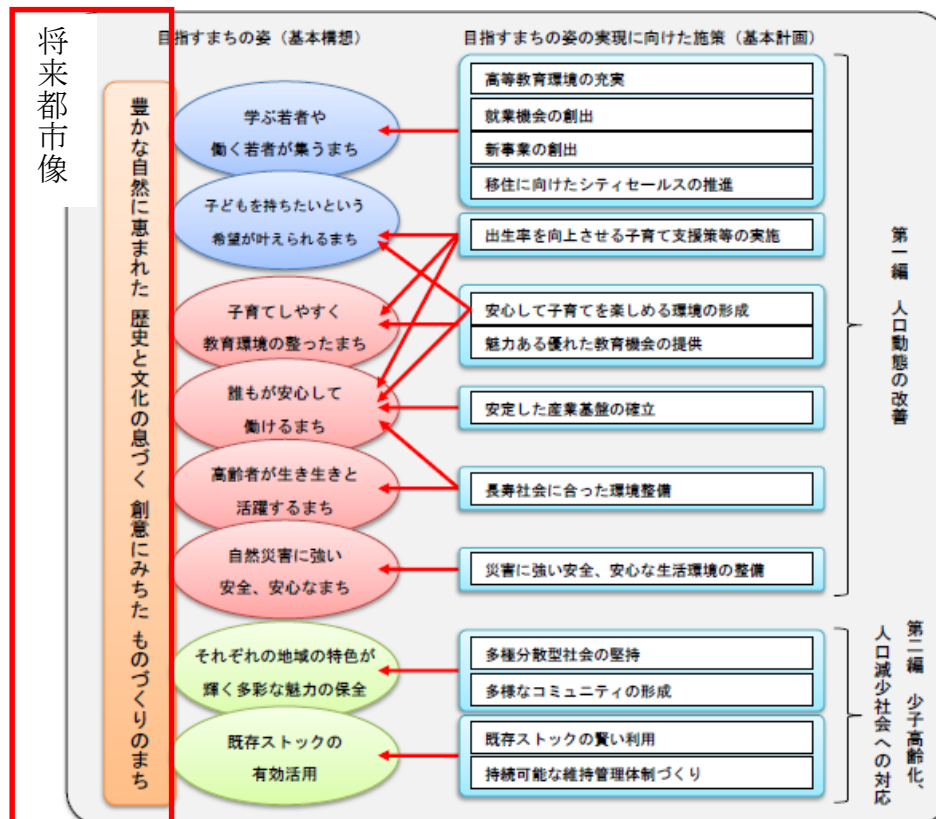 将来都市像
目指すまちの姿（基本構想）
目指すまちの姿の実現に向けた施策（基本計画）
豊かな自然に恵まれた 歴史と文化の息づく 創意にみちた ものづくりのまち
学ぶ若者や
働く若者が集うまち
子どもを持ちたいという
希望が叶えられるまち
子育てしやすく
教育環境の整ったまち
誰もが安心して
働けるまち
高齢者が生き生きと
活躍するまち
自然災害に強い
安全、安心なまち
それぞれの地域の特色が
輝く多彩な魅力の保全
既存ストックの
有効活用
高等教育環境の充実
就業機会の創出
新事業の創出
移住に向けたシティセールスの推進
出生率を向上させる子育て支援策等の実施
安心して子育てを楽しめる環境の形成
魅力ある優れた教育機会の提供
安定した産業基盤の確立
長寿社会に合った環境整備
災害に強い安全、安心な生活環境の整備
多極分散型社会の堅持
多様なコミュニティの形成
既存ストックの賢い利用
持続可能な維持管理体制づくり
第一編 人口動態の改善
第二編 少子高齢化、
人口減少社会への対応